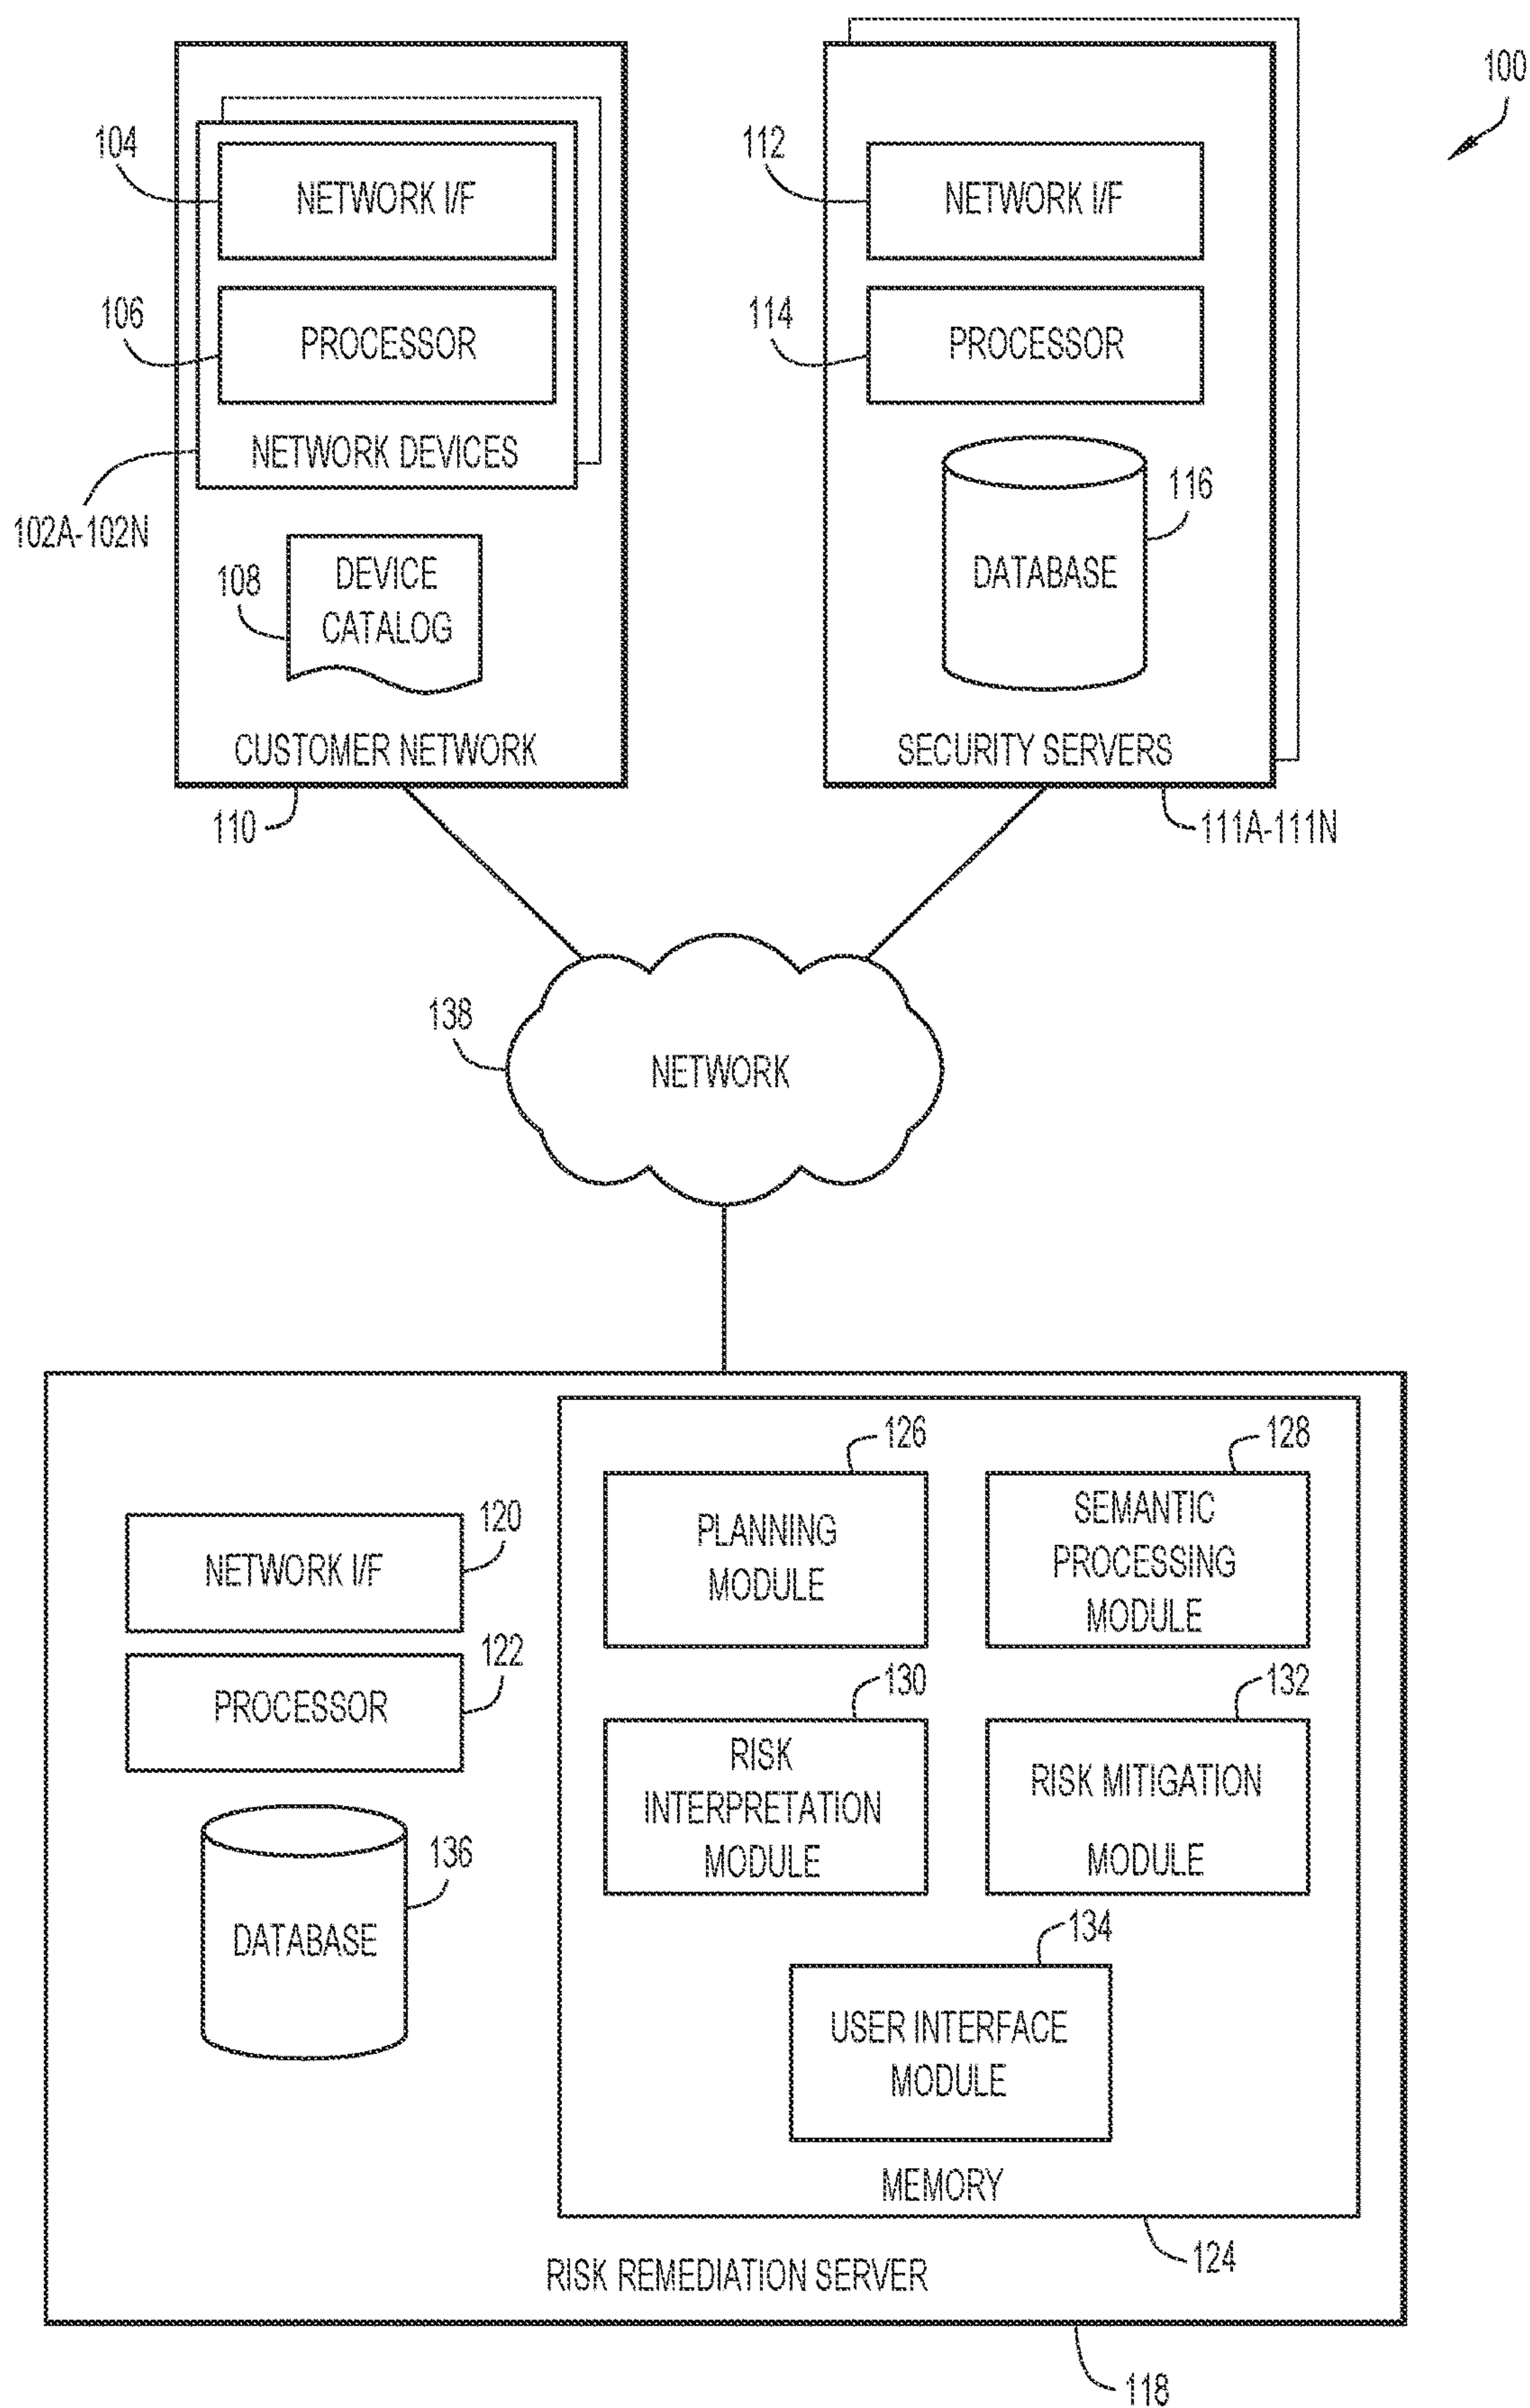 100
104
NETWORK I/F
106
PROCESSOR
NETWORK DEVICES
102A-102N
108
DEVICE
CATALOG
CUSTOMER NETWORK
110
112
NETWORK I/F
114
PROCESSOR
116
DATABASE
SECURITY SERVERS
111A-111N
138
NETWORK
120
NETWORK I/F
122
PROCESSOR
136
DATABASE
126
PLANNING
MODULE
128
SEMANTIC
PROCESSING
MODULE
130
RISK
INTERPRETATION
MODULE
132
RISK MITIGATION
MODULE
134
USER INTERFACE
MODULE
MEMORY
124
RISK REMEDIATION SERVER
118